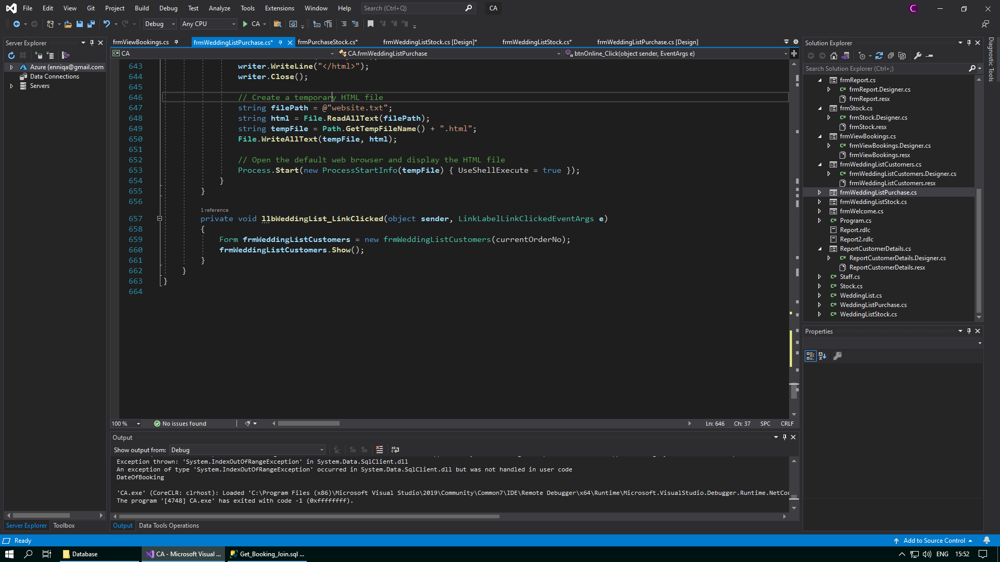 File Edit View Git Project Build Debug Test Analyze Tools Extensions Window Help Search (Ctrl+Q) CA C
Debug Any CPU CA
Server Explorer
Azure (enniqa@gmail.com
Data Connections
Servers
Server Explorer Toolbox
frmViewBookings.cs frmWeddingListPurchase.cs* frmPurchaseStock.cs* frmWeddingListStock.cs [Design]* frmWeddingListStock.cs* frmWeddingListPurchase.cs [Design]
C# CA CA.frmWeddingListPurchase btnOnline_Click(object sender, EventArgs e)
643 writer.WriteLine("</html>");
644 writer.Close();
645
646 // Create a temporary HTML file
647 string filePath = @"website.txt";
648 string html = File.ReadAllText(filePath);
649 string tempFile = Path.GetTempFileName() + ".html";
650 File.WriteAllText(tempFile, html);
651
652 // Open the default web browser and display the HTML file
653 Process.Start(new ProcessStartInfo(tempFile) { UseShellExecute = true });
654 }
655 }
656
1 reference
657 private void llbWeddingList_LinkClicked(object sender, LinkLabelLinkClickedEventArgs e)
658 {
659 Form frmWeddingListCustomers = new frmWeddingListCustomers(currentOrderNo);
660 frmWeddingListCustomers.Show();
661 }
662 }
663 }
664
100 % No issues found Ln: 646 Ch: 37 SPC CRLF
Output
Show output from: Debug
Exception thrown: 'System.IndexOutOfRangeException' in System.Data.SqlClient.dll
An exception of type 'System.IndexOutOfRangeException' occurred in System.Data.SqlClient.dll but was not handled in user code
DateOfBooking
'CA.exe' (CoreCLR: clrhost): Loaded 'C:\Program Files (x86)\Microsoft Visual Studio\2019\Community\Common7\IDE\Remote Debugger\x64\Runtime\Microsoft.VisualStudio.Debugger.Runtime.NetCor
The program '[4748] CA.exe' has exited with code -1 (0xffffffff).
Output Data Tools Operations
Solution Explorer
Search Solution Explorer (Ctrl+;)
frmReport.cs
C# frmReport.Designer.cs
frmReport.resx
frmStock.cs
C# frmStock.Designer.cs
frmStock.resx
frmViewBookings.cs
C# frmViewBookings.Designer.cs
frmViewBookings.resx
frmWeddingListCustomers.cs
C# frmWeddingListCustomers.Designer.cs
frmWeddingListCustomers.resx
frmWeddingListPurchase.cs
frmWeddingListStock.cs
frmWelcome.cs
C# Program.cs
Report.rdlc
Report2.rdlc
ReportCustomerDetails.cs
C# ReportCustomerDetails.Designer.cs
ReportCustomerDetails.resx
C# Staff.cs
C# Stock.cs
C# WeddingList.cs
C# WeddingListPurchase.cs
C# WeddingListStock.cs
Properties
Diagnostic Tools
Ready Add to Source Control
Database CA - Microsoft Visual ... Get_Booking_Join.sql ... ENG 15:52